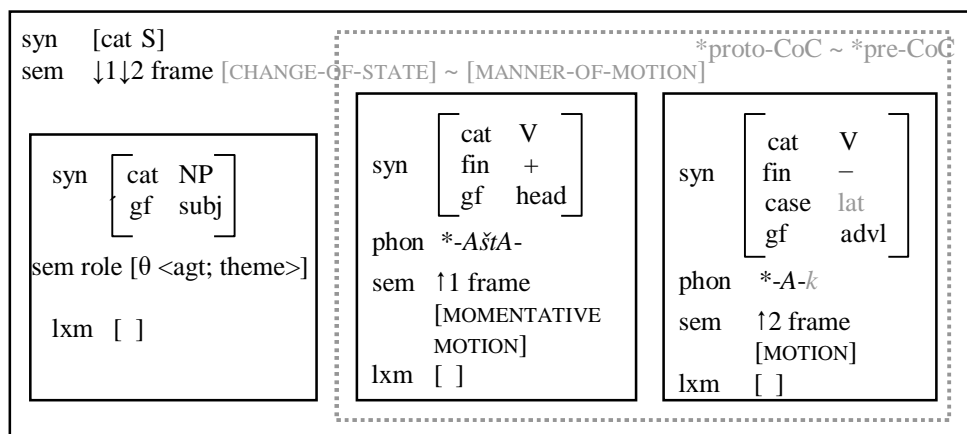 syn [cat S]
*proto-CoC ~ *pre-CoC
sem ↓1↓2 frame [CHANGE-OF-STATE] ~ [MANNER-OF-MOTION]
syn
cat NP
gf subj
sem role [θ <agt; theme>]
lxm [ ]
syn
cat V
fin +
gf head
phon *-AštA-
sem ↑1 frame
[MOMENTATIVE
MOTION]
lxm [ ]
syn
cat V
fin −
case lat
gf advl
phon *-A-k
sem ↑2 frame
[MOTION]
lxm [ ]